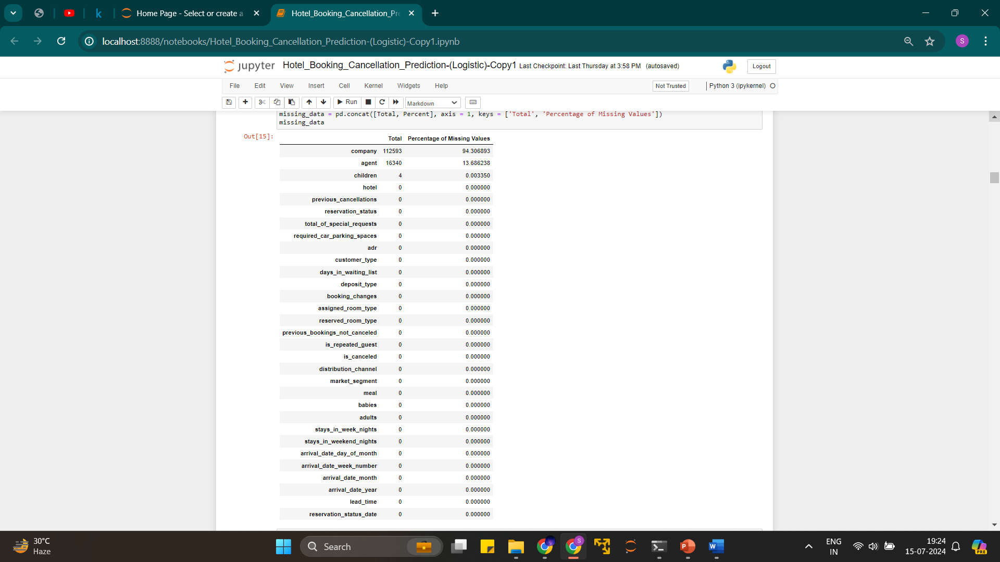 Home Page - Select or create a
Hotel_Booking_Cancellation_Pre
localhost:8888/notebooks/Hotel_Booking_Cancellation_Prediction-(Logistic)-Copy1.ipynb
S
jupyter Hotel_Booking_Cancellation_Prediction-(Logistic)-Copy1 Last Checkpoint: Last Thursday at 3:58 PM (autosaved)
Logout
File Edit View Insert Cell Kernel Widgets Help
Not Trusted
Python 3 (ipykernel)
Run
Markdown
missing_data = pd.concat([Total, Percent], axis = 1, keys = ['Total', 'Percentage of Missing Values'])
missing_data
Out[15]:
Total Percentage of Missing Values
company 112593 94.306893
agent 16340 13.686238
children 4 0.003350
hotel 0 0.000000
previous_cancellations 0 0.000000
reservation_status 0 0.000000
total_of_special_requests 0 0.000000
required_car_parking_spaces 0 0.000000
adr 0 0.000000
customer_type 0 0.000000
days_in_waiting_list 0 0.000000
deposit_type 0 0.000000
booking_changes 0 0.000000
assigned_room_type 0 0.000000
reserved_room_type 0 0.000000
previous_bookings_not_canceled 0 0.000000
is_repeated_guest 0 0.000000
is_canceled 0 0.000000
distribution_channel 0 0.000000
market_segment 0 0.000000
meal 0 0.000000
babies 0 0.000000
adults 0 0.000000
stays_in_week_nights 0 0.000000
stays_in_weekend_nights 0 0.000000
arrival_date_day_of_month 0 0.000000
arrival_date_week_number 0 0.000000
arrival_date_month 0 0.000000
arrival_date_year 0 0.000000
lead_time 0 0.000000
reservation_status_date 0 0.000000
30°C
Haze
Search
S
P
W
ENG
IN
19:24
15-07-2024
PRE